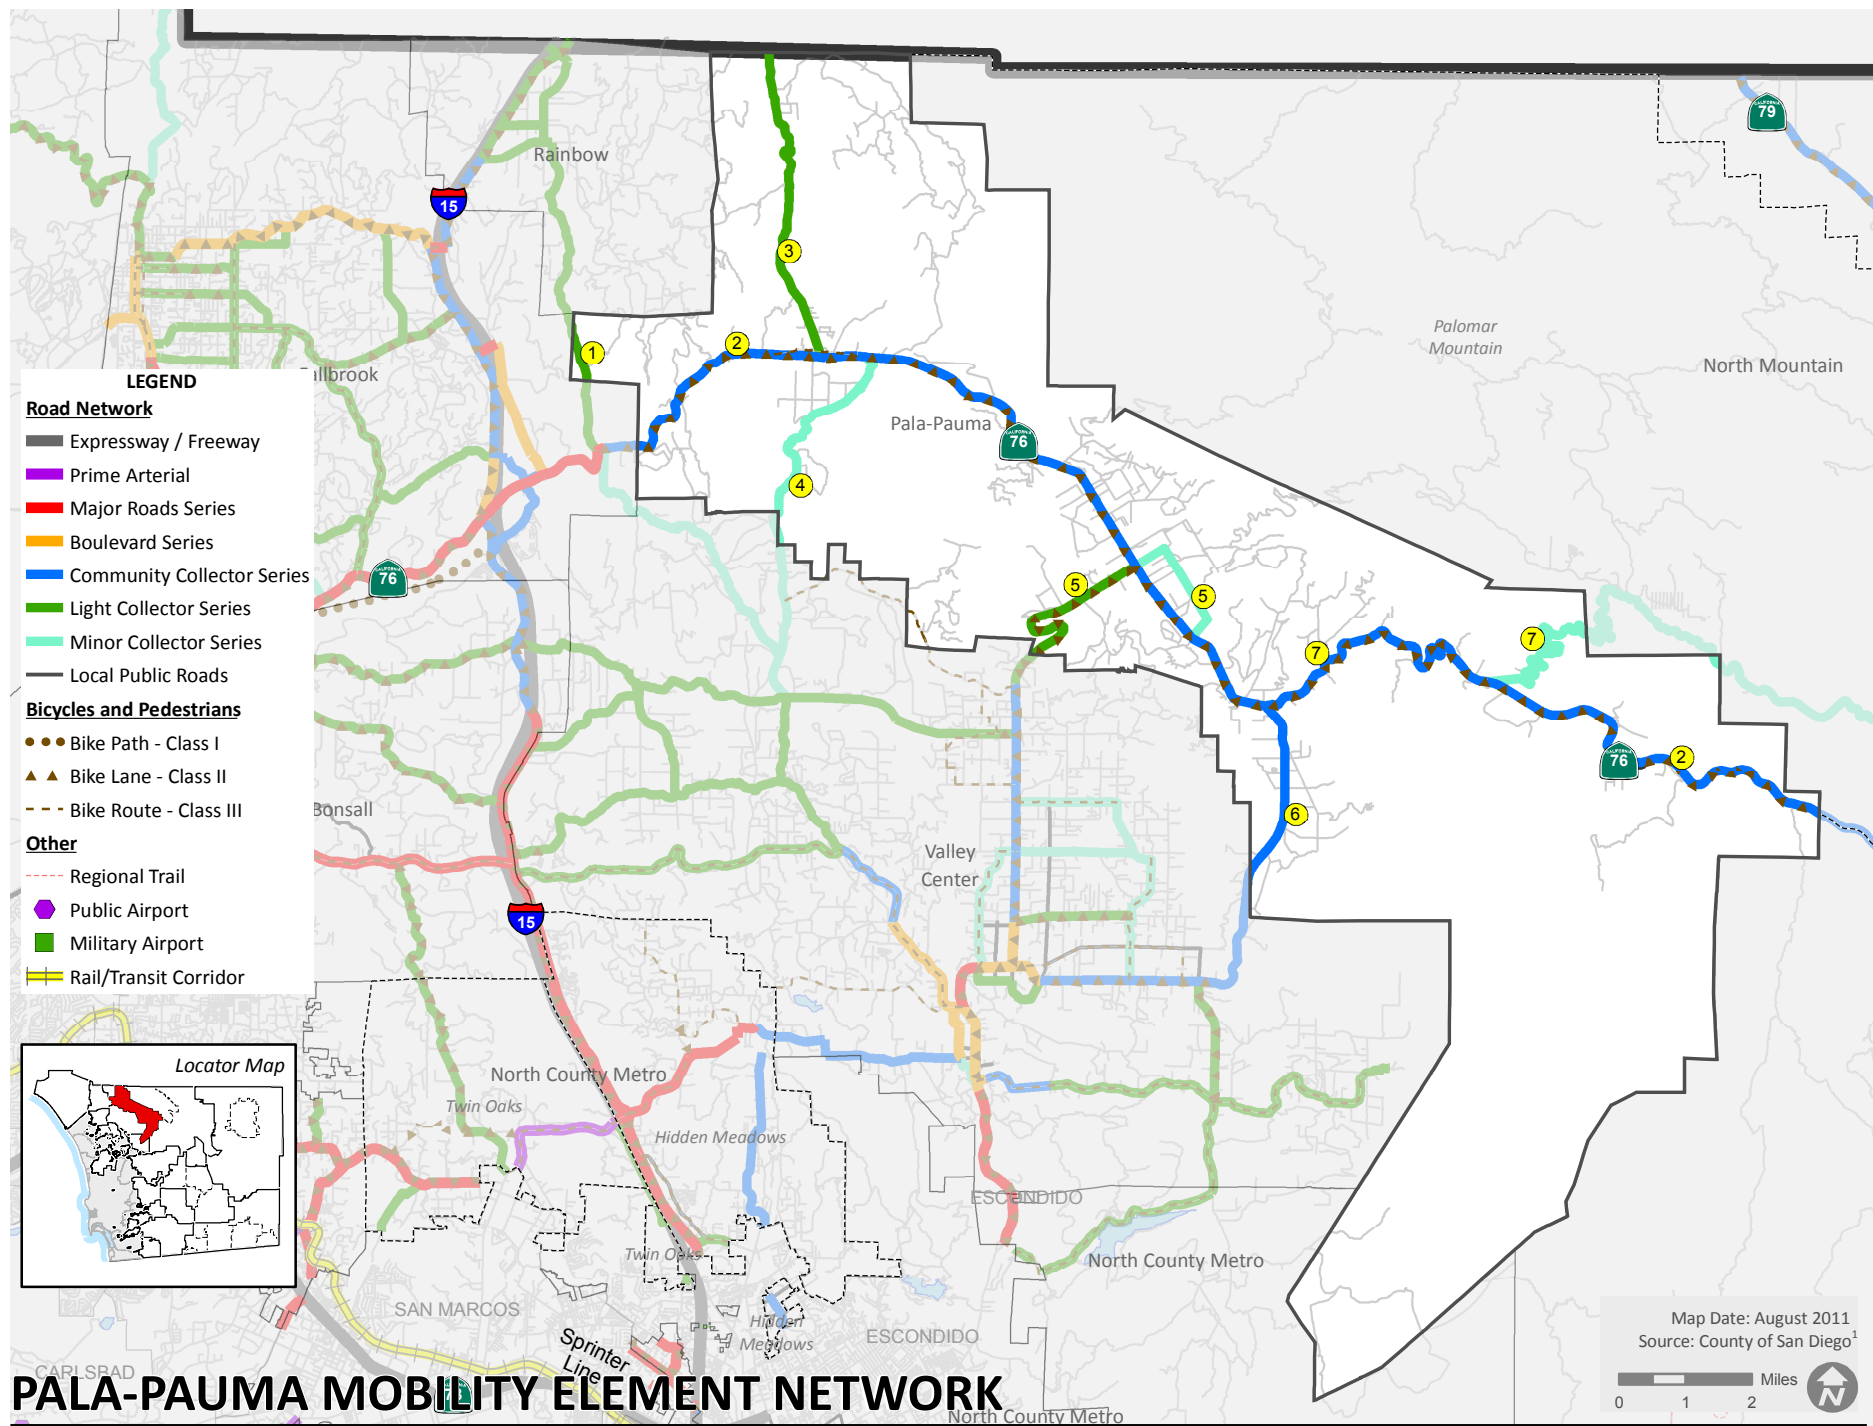 CALIFORNIA
79
Rainbow
15
3
Palomar
Mountain
North Mountain
2
1
Pala-Pauma
CALIFORNIA
76
4
LEGEND
allbrook
Road Network
Expressway / Freeway
Prime Arterial
Major Roads Series
Boulevard Series
Community Collector Series
Light Collector Series
Minor Collector Series
Local Public Roads
Bicycles and Pedestrians
Bike Path - Class I
Bike Lane - Class II
Bike Route - Class III
Other
Regional Trail
Public Airport
Military Airport
Rail/Transit Corridor
CALIFORNIA
76
5
5
7
7
CALIFORNIA
76
2
6
Bonsall
Valley
Center
15
Locator Map
North County Metro
Twin Oaks
Hidden Meadows
ESCONDIDO
North County Metro
Twin Oaks
SAN MARCOS
Hidden
Meadows
ESCONDIDO
Sprinter
Line
CARLSBAD
PALA-PAUMA MOBILITY ELEMENT NETWORK
North County Metro
Map Date: August 2011
Source: County of San Diego1
Miles
0 1 2
N